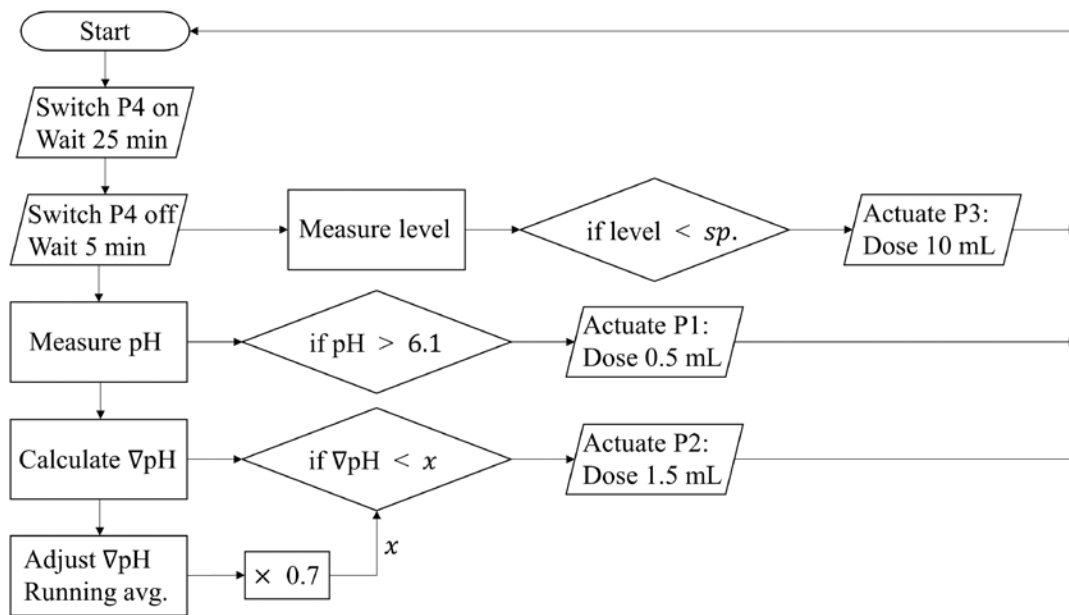 Start
Switch P4 on
Wait 25 min
Switch P4 off
Wait 5 min
Measure level
if level < sp.
Actuate P3:
Dose 10 mL
Measure pH
if pH > 6.1
Actuate P1:
Dose 0.5 mL
Calculate ∇pH
if ∇pH < x
Actuate P2:
Dose 1.5 mL
Adjust ∇pH
Running avg.
× 0.7
x